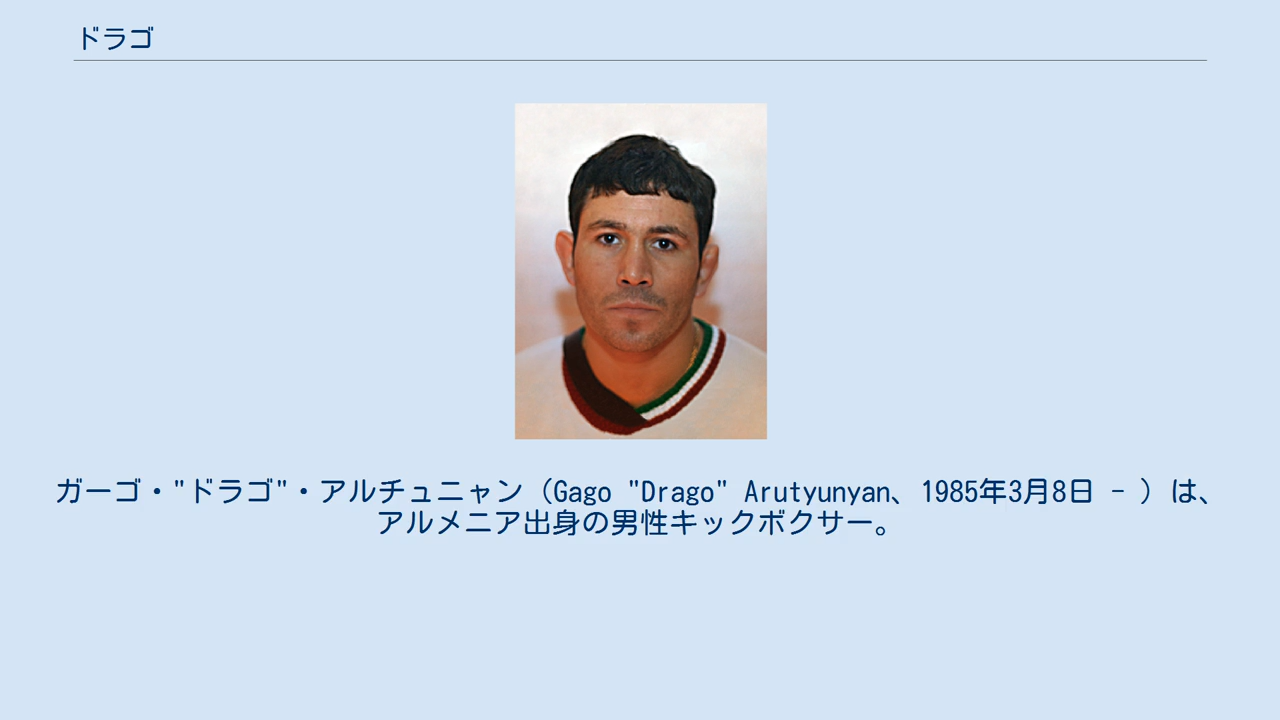 ドラゴ
ガーゴ・"ドラゴ"・アルチュニャン（Gago "Drago" Arutyunyan、1985年3月8日 - ）は、
アルメニア出身の男性キックボクサー。